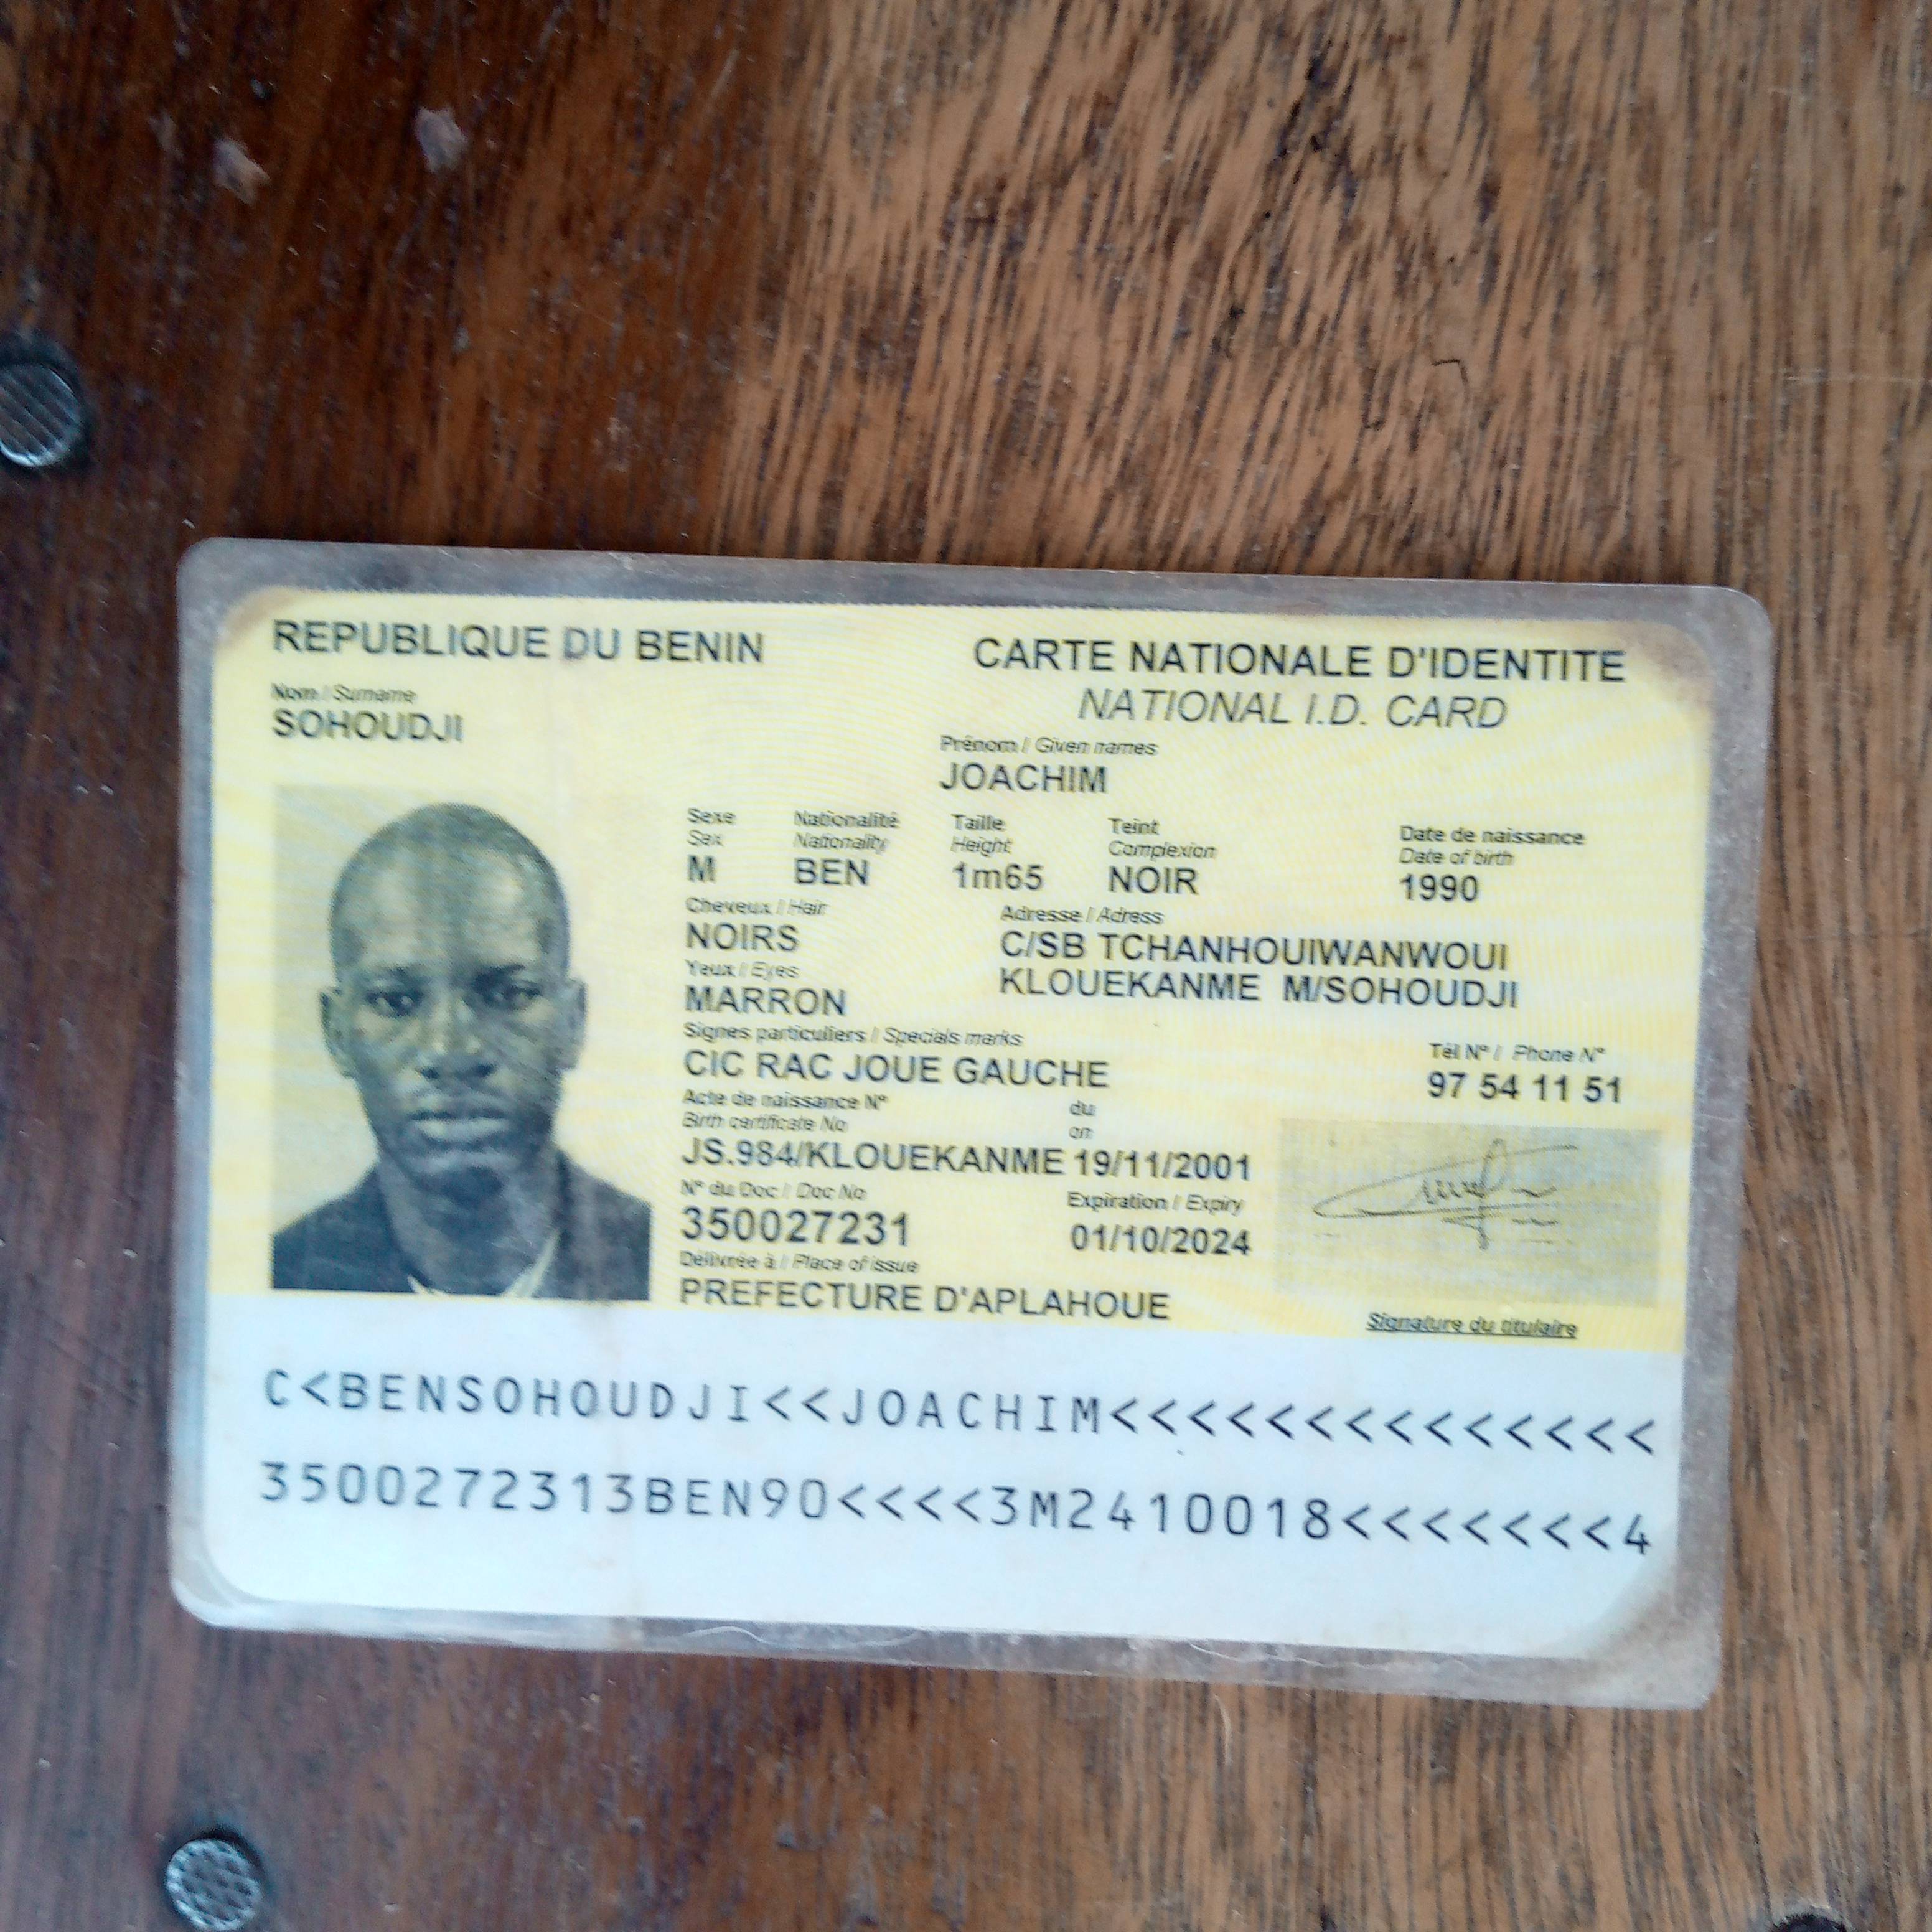 REPUBLIQUE DU BENIN
CARTE NATIONALE D'IDENTITE
NATIONAL I.D. CARD
Nom / Surname
SOHOUDJI
Prénom / Given names
JOACHIM
Sexe Nationalité Taille Teint Date de naissance
Sex Nationality Height Complexion Date of birth
M BEN 1m65 NOIR 1990
Cheveux / Hair Adresse / Adress
NOIRS C/SB TCHANHOUIWANWOUI
Yeux / Eyes KLOUEKANME M/SOHOUDJI
MARRON
Signes particuliers / Specials marks Tél N° / Phone N°
CIC RAC JOUE GAUCHE 97 54 11 51
Acte de naissance N° du
Birth certificate No on
JS.984/KLOUEKANME 19/11/2001
N° du Doc / Doc No Expiration / Expiry
350027231 01/10/2024
Délivrée à / Place of issue
PREFECTURE D'APLAHOUE
Signature du titulaire
C<BENSOHOUDJI<<JOACHIM<<<<<<<<<<<<<<
3500272313BEN90<<<<3M2410018<<<<<<<4